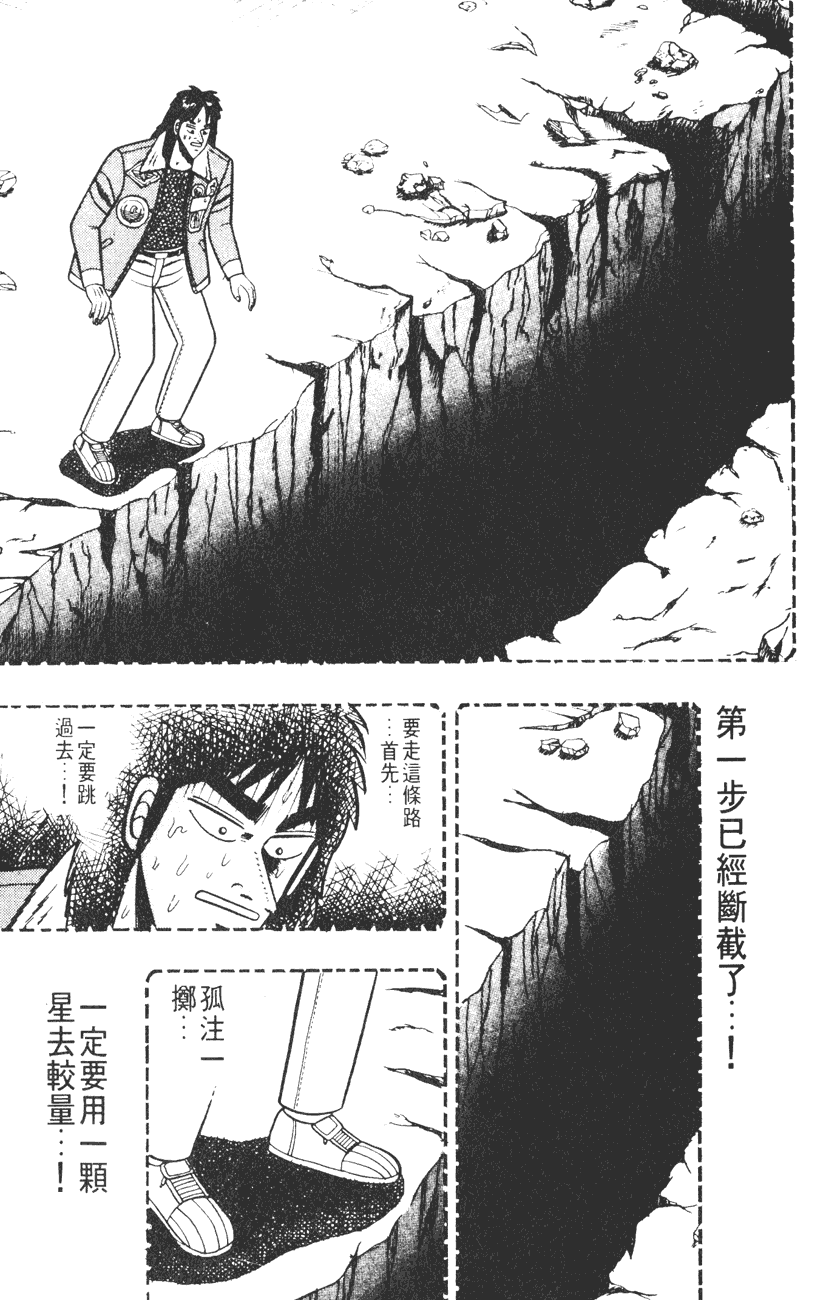 第一步已經斷截了…！
要走這條路
…首先…
一定要跳
過去…！
孤注一
擲…
一定要用一顆
星去較量…！